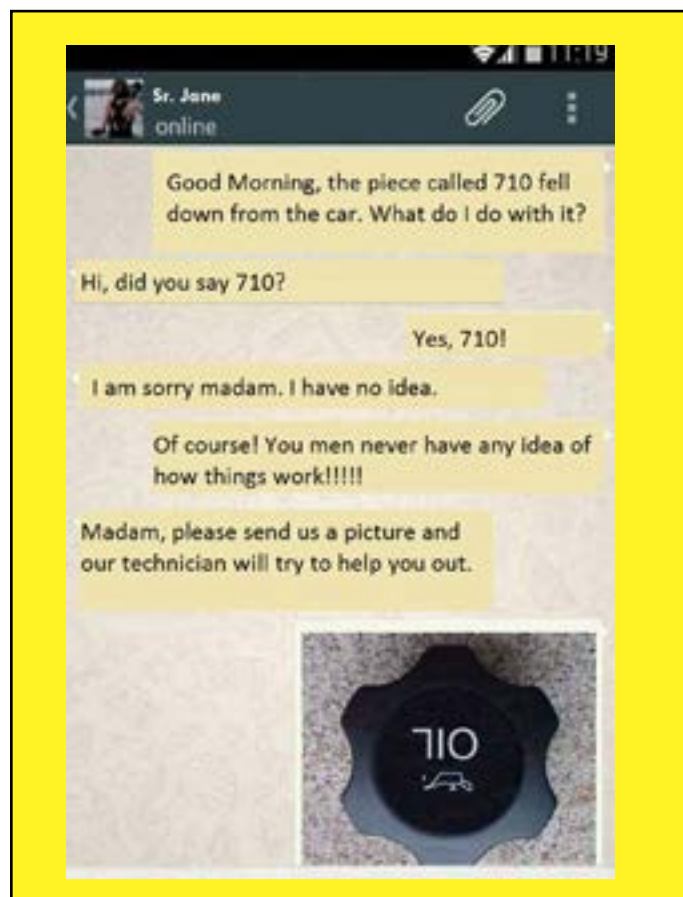 11:19
Sr. Jane
online
Good Morning, the piece called 710 fell
down from the car. What do I do with it?
Hi, did you say 710?
Yes, 710!
I am sorry madam. I have no idea.
Of course! You men never have any idea of
how things work!!!!!
Madam, please send us a picture and
our technician will try to help you out.
OIL